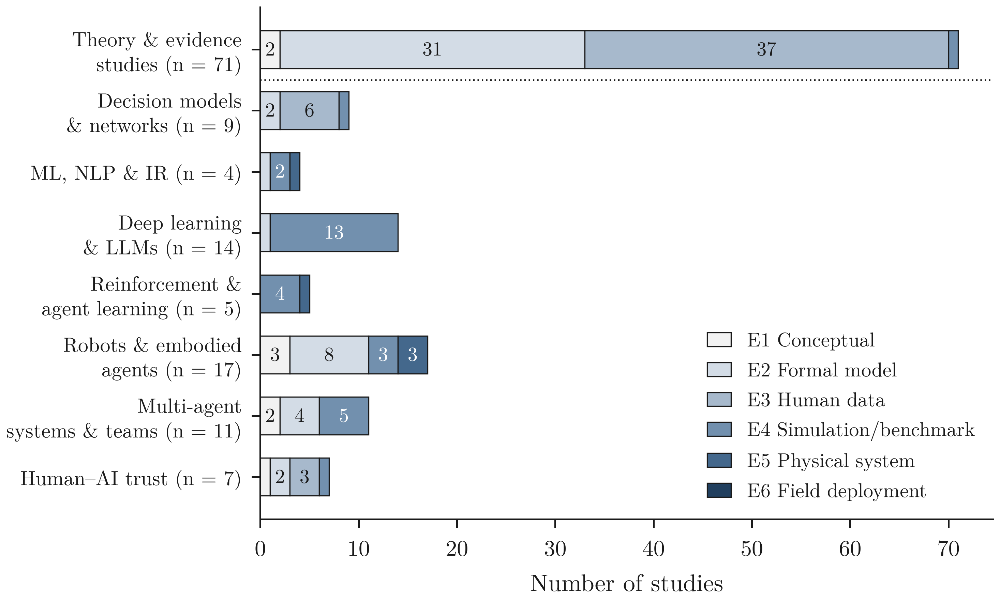 Theory & evidence
studies (n = 71)
2 31 37
Decision models
& networks (n = 9)
2 6
ML, NLP & IR (n = 4)
2
Deep learning
& LLMs (n = 14)
13
Reinforcement &
agent learning (n = 5)
4
Robots & embodied
agents (n = 17)
3 8 3 3
Multi-agent
systems & teams (n = 11)
2 4 5
Human–AI trust (n = 7)
2 3
E1 Conceptual
E2 Formal model
E3 Human data
E4 Simulation/benchmark
E5 Physical system
E6 Field deployment
0 10 20 30 40 50 60 70
Number of studies